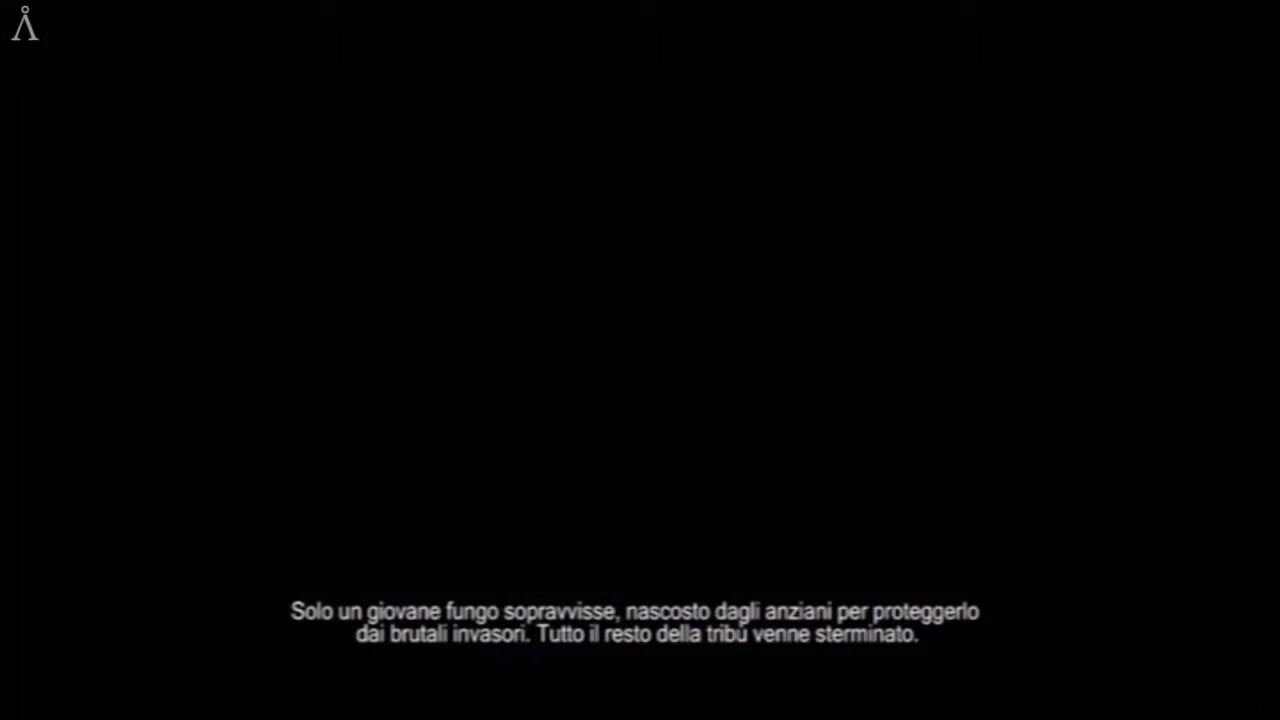 Å
Solo un giovane fungo sopravvisse, nascosto dagli anziani per proteggerlo
dai brutali invasori. Tutto il resto della tribù venne sterminato.